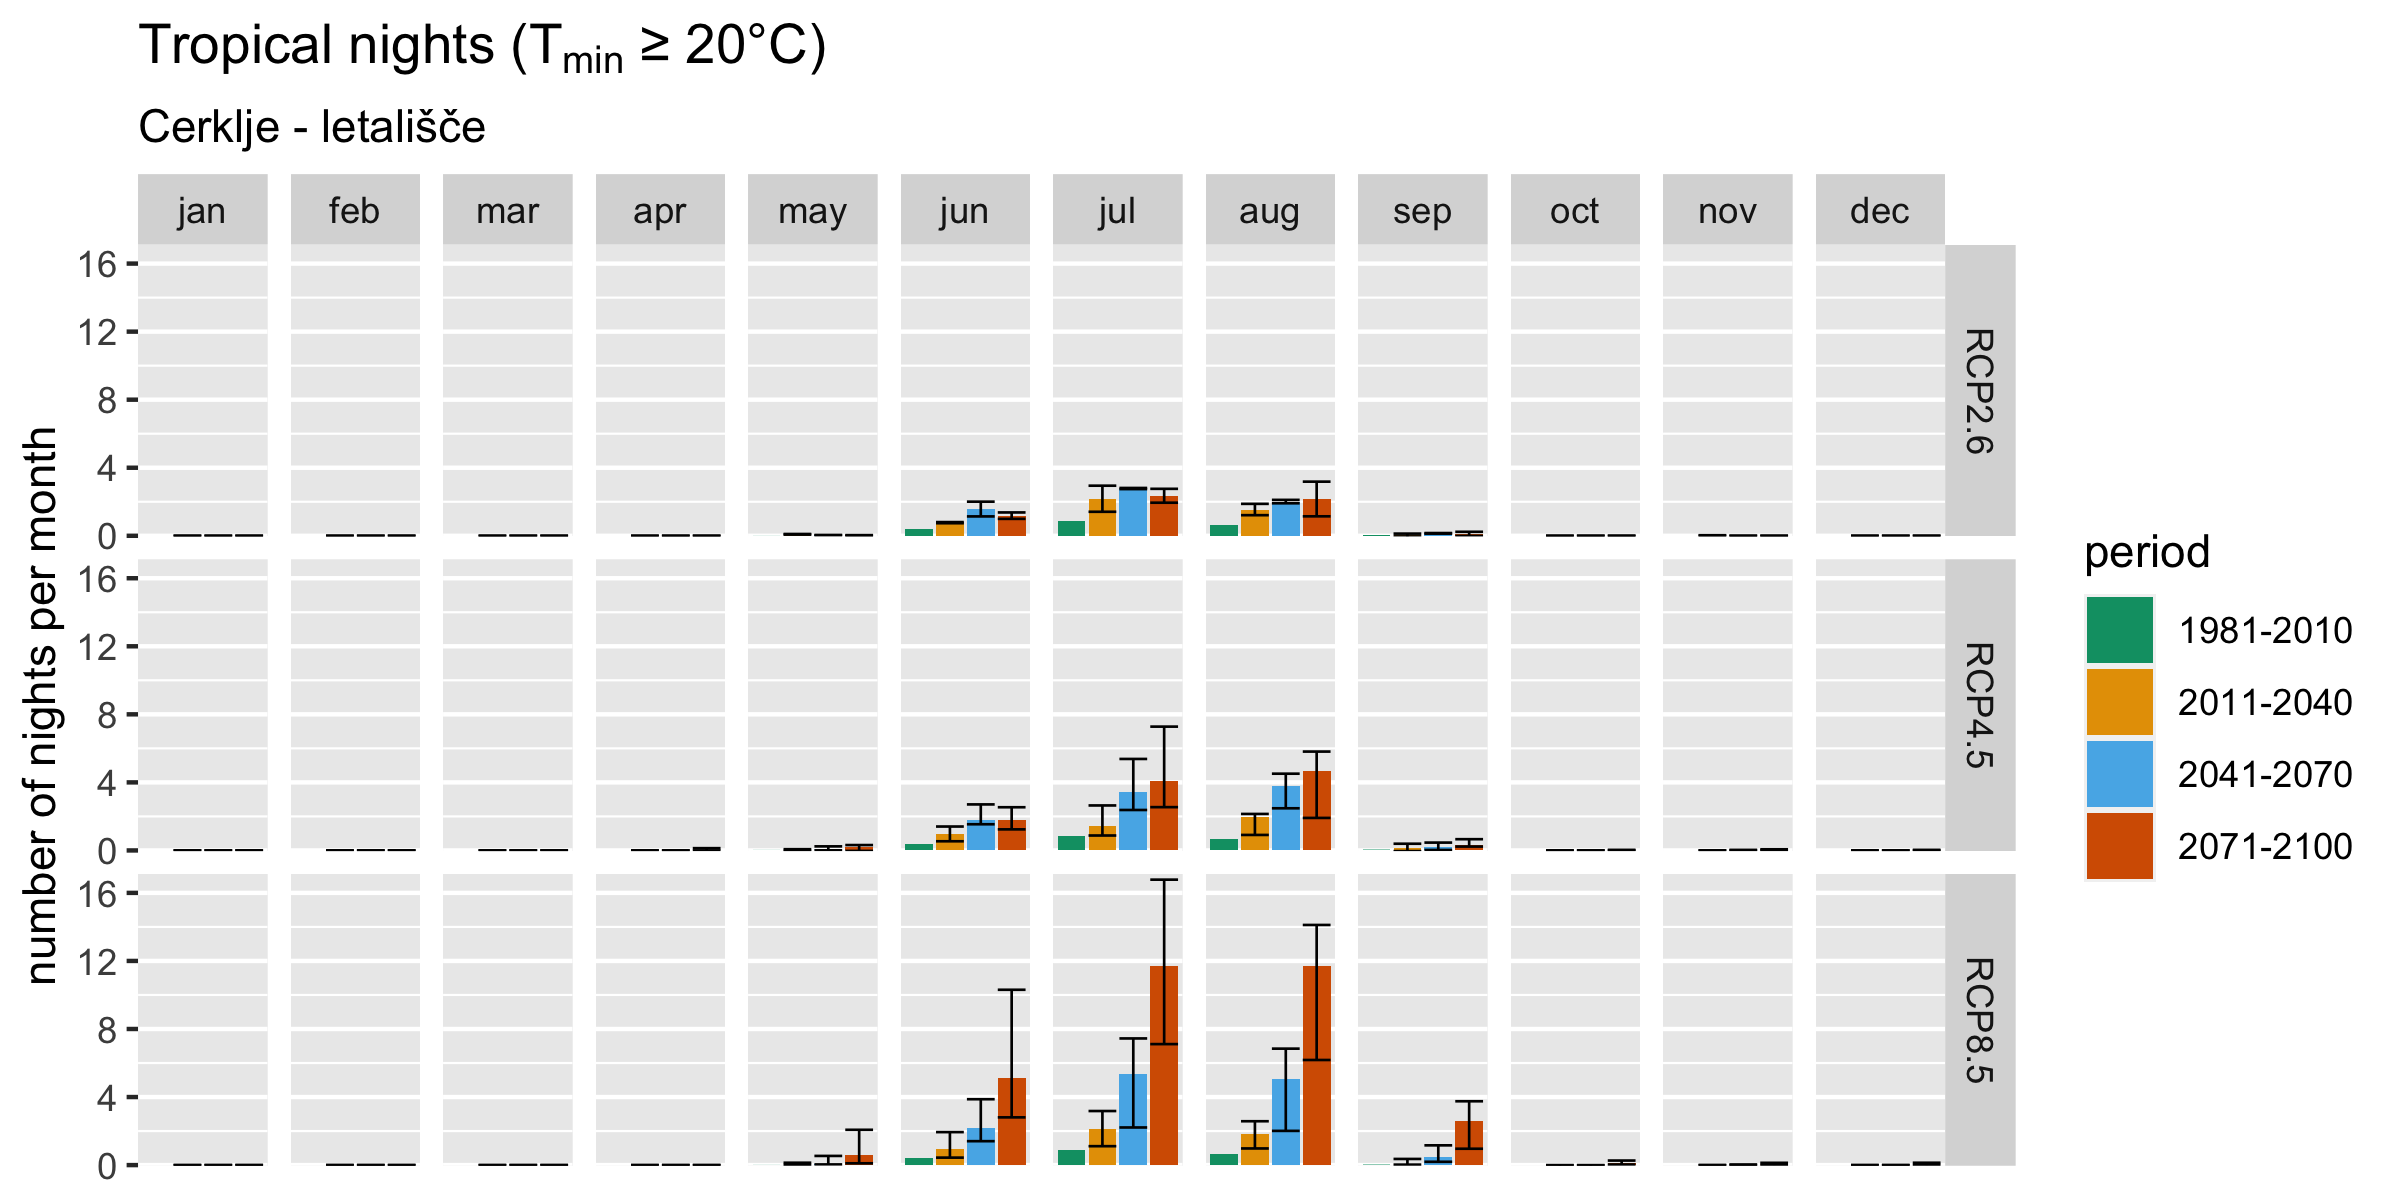 Tropical nights (Tmin ≥ 20°C)
Cerklje - letališče
jan feb mar apr may jun jul aug sep oct nov dec
number of nights per month
16
12
8
4
0
RCP2.6
16
12
8
4
0
RCP4.5
16
12
8
4
0
RCP8.5
period
1981-2010
2011-2040
2041-2070
2071-2100